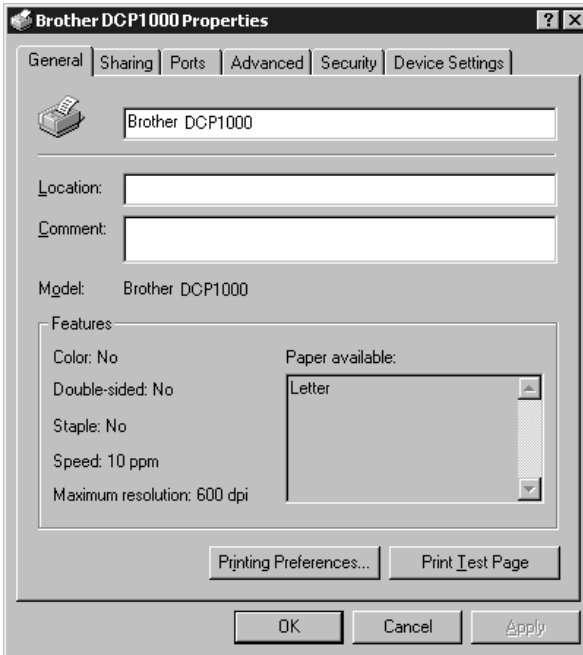 Brother DCP1000 Properties
General Sharing Ports Advanced Security Device Settings
Brother DCP1000
Location:
Comment:
Model: Brother DCP1000
Features
Color: No
Paper available:
Double-sided: No
Letter
Staple: No
Speed: 10 ppm
Maximum resolution: 600 dpi
Printing Preferences... Print Test Page
OK Cancel Apply